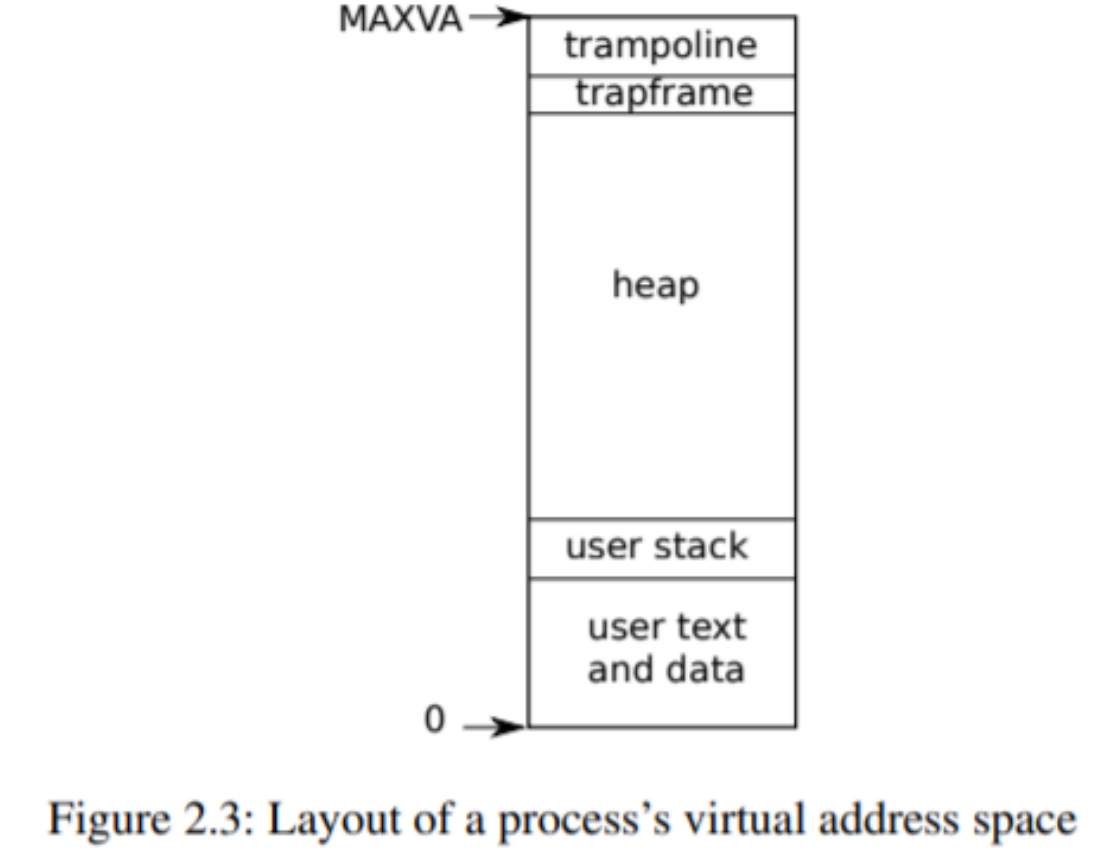 MAXVA
trampoline
trapframe
heap
user stack
user text
and data
0
Figure 2.3: Layout of a process’s virtual address space